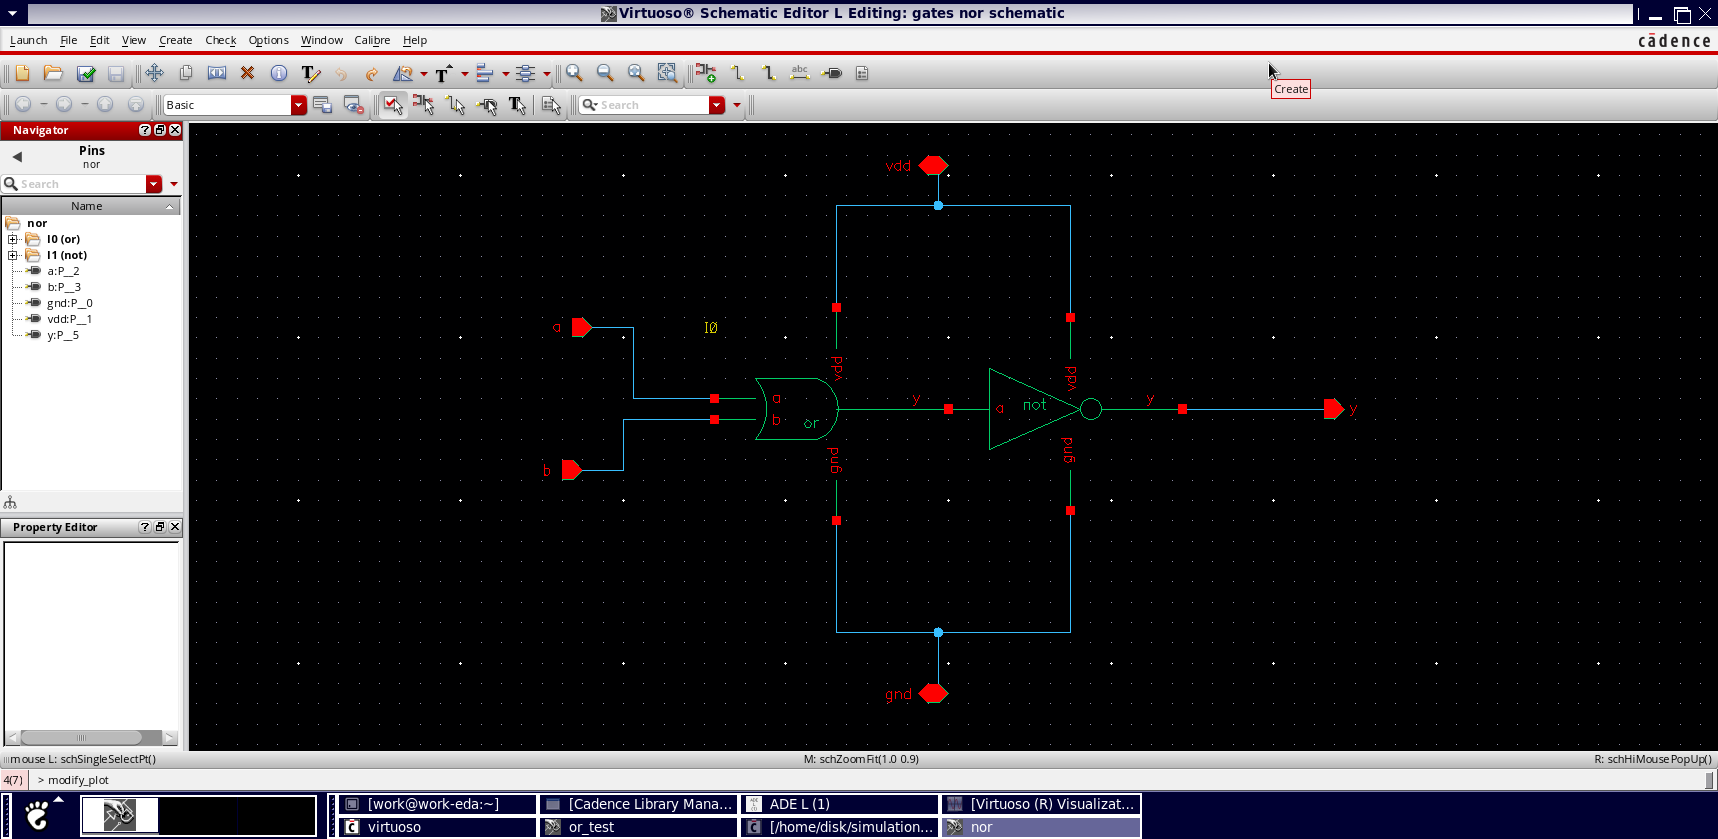 Virtuoso® Schematic Editor L Editing: gates nor schematic
Launch File Edit View Create Check Options Window Calibre Help
cādence
abc
Create
Basic
Search
Navigator
Pins
nor
Search
Name
nor
I0 (or)
I1 (not)
a:P__2
b:P__3
gnd:P__0
vdd:P__1
y:P__5
Property Editor
vdd
a
I0
vdd
vdd
a
b
or
y
a
not
y
y
gnd
gnd
b
gnd
mouse L: schSingleSelectPt()
M: schZoomFit(1.0 0.9)
R: schHiMousePopUp()
4(7)
> modify_plot
[work@work-eda:~]
[Cadence Library Mana...
ADE L (1)
[Virtuoso (R) Visualizat...
virtuoso
or_test
[/home/disk/simulation...
nor